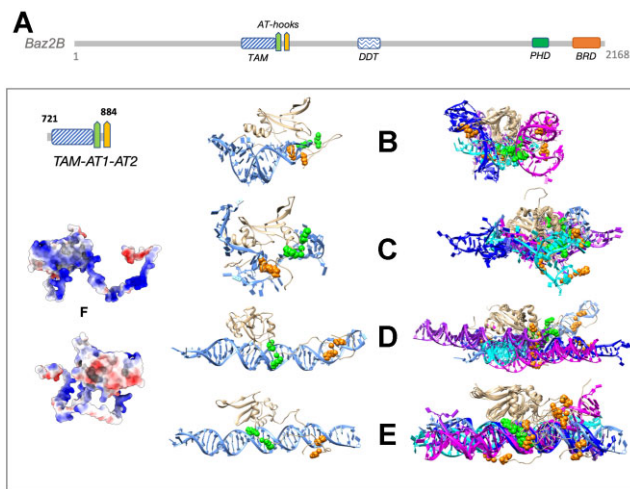 A
AT-hooks
Baz2B
1
TAM
DDT
PHD
BRD
2168
721
884
TAM-AT1-AT2
B
C
F
D
E